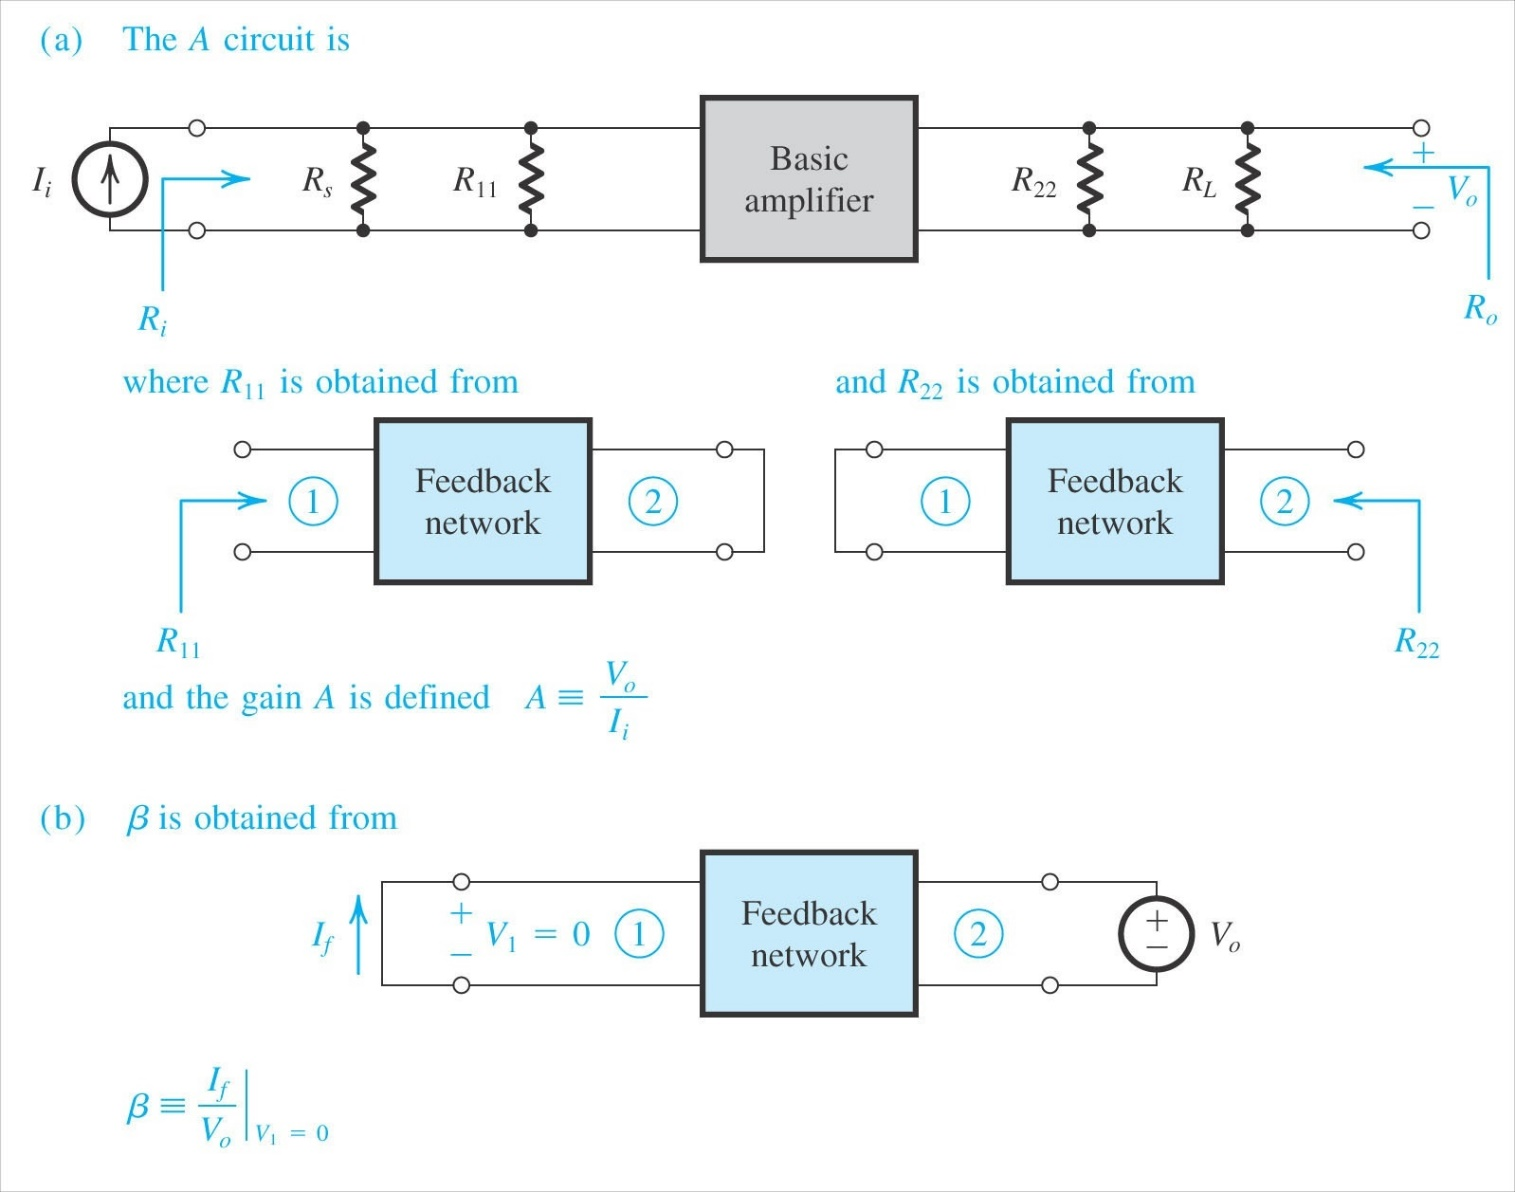 (a) The A circuit is
I_i
R_s
R_11
Basic
amplifier
R_22
R_L
+
V_o
−
R_i
R_o
where R_11 is obtained from
and R_22 is obtained from
1
Feedback
network
2
1
Feedback
network
2
R_11
R_22
and the gain A is defined A ≡ V_o / I_i
(b) β is obtained from
I_f
+
V_1 = 0
−
1
Feedback
network
2
+
−
V_o
β ≡ I_f / V_o |V_1 = 0